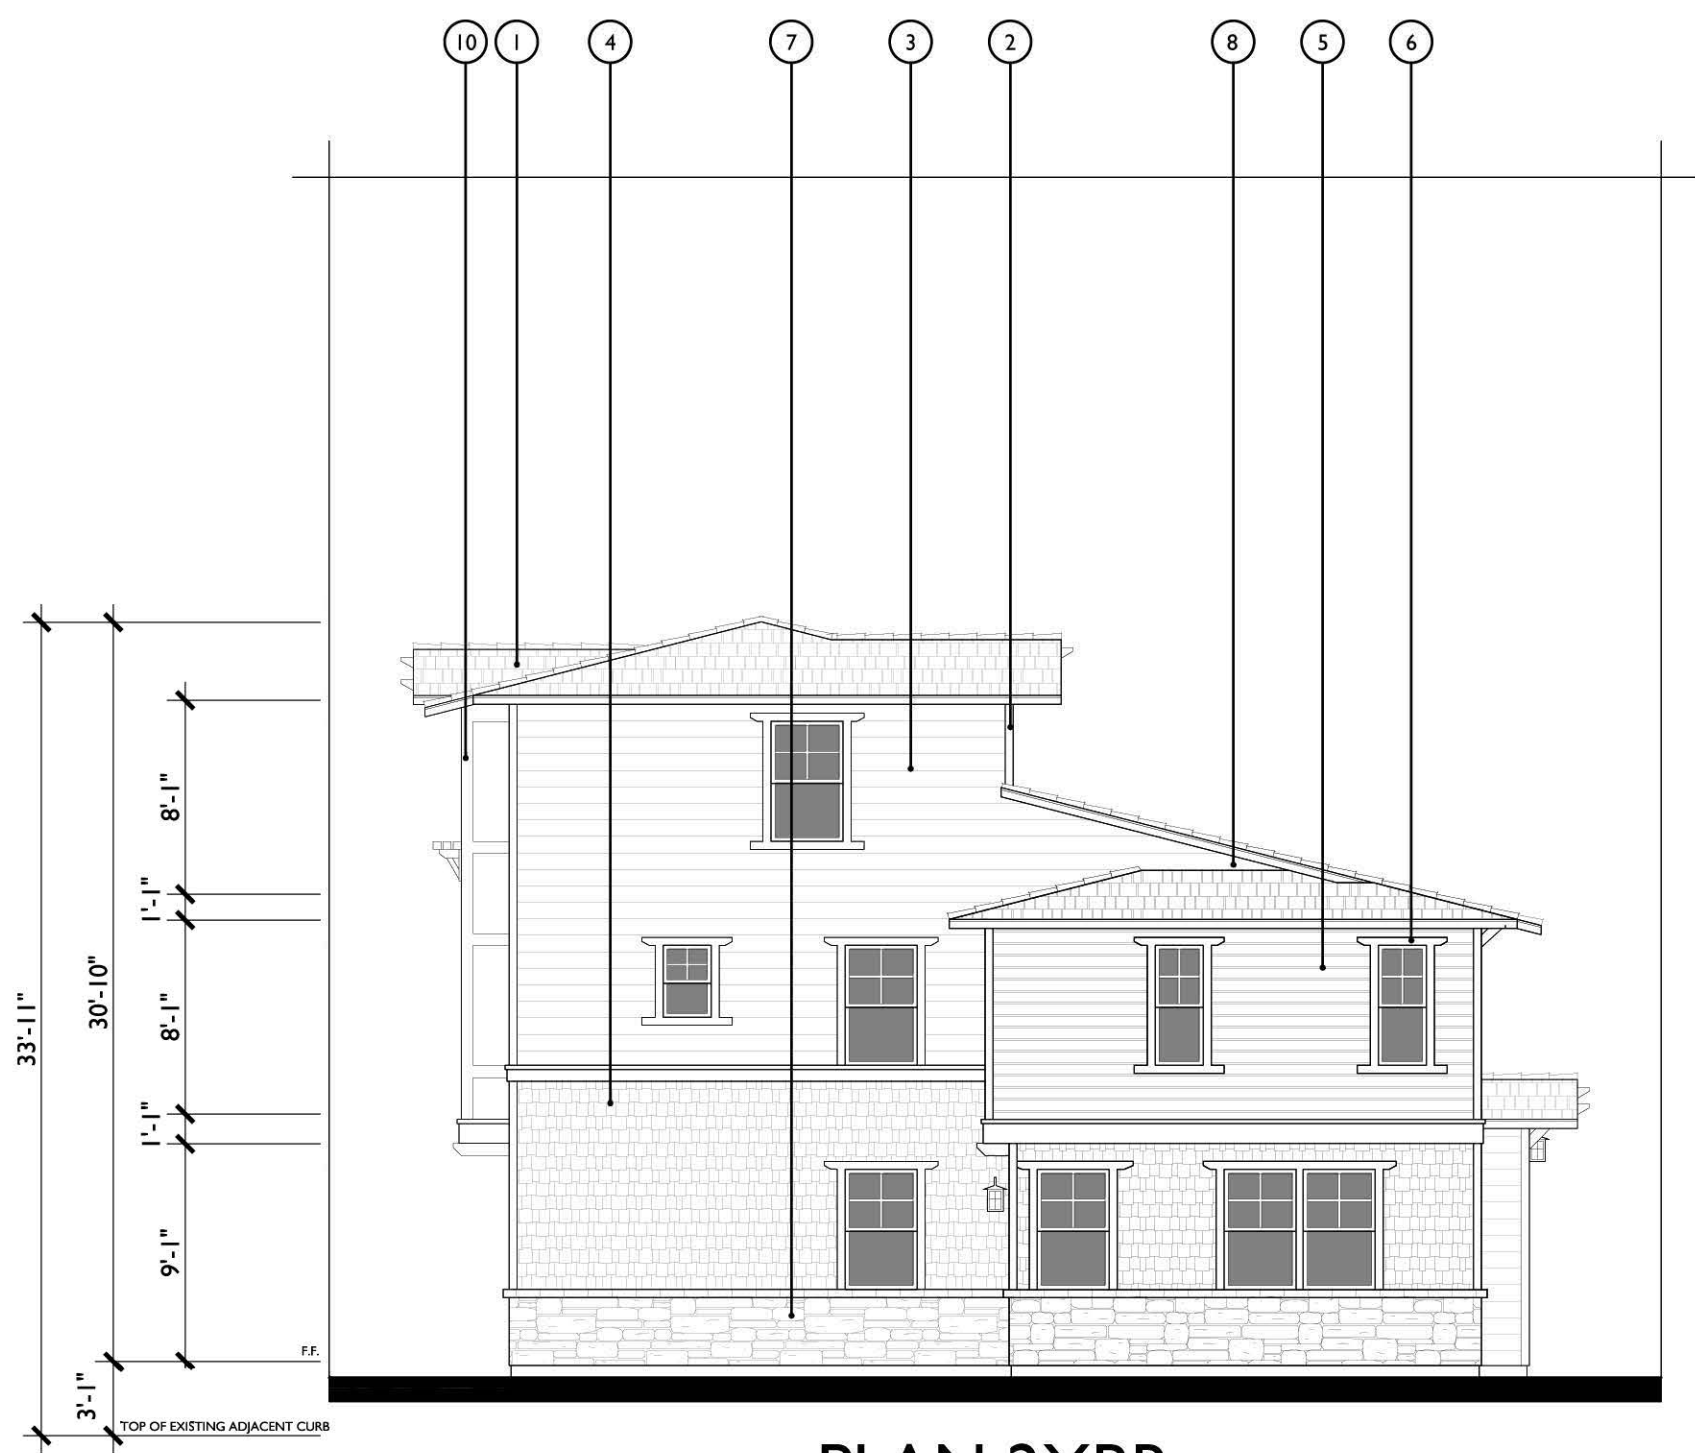 10 1 4 7 3 2 8 5 6
33'-11"
30'-10"
8'-1"
1'-1"
8'-1"
1'-1"
9'-1"
F.F.
3'-1"
TOP OF EXISTING ADJACENT CURB